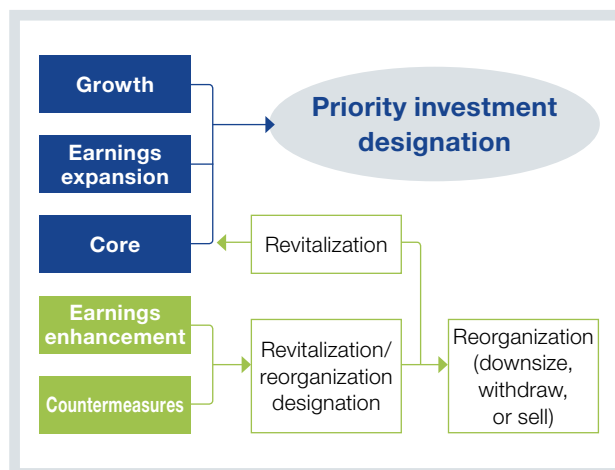 Growth
Priority investment
designation
Earnings
expansion
Core
Revitalization
Earnings
enhancement
Countermeasures
Revitalization/
reorganization
designation
Reorganization
(downsize,
withdraw,
or sell)